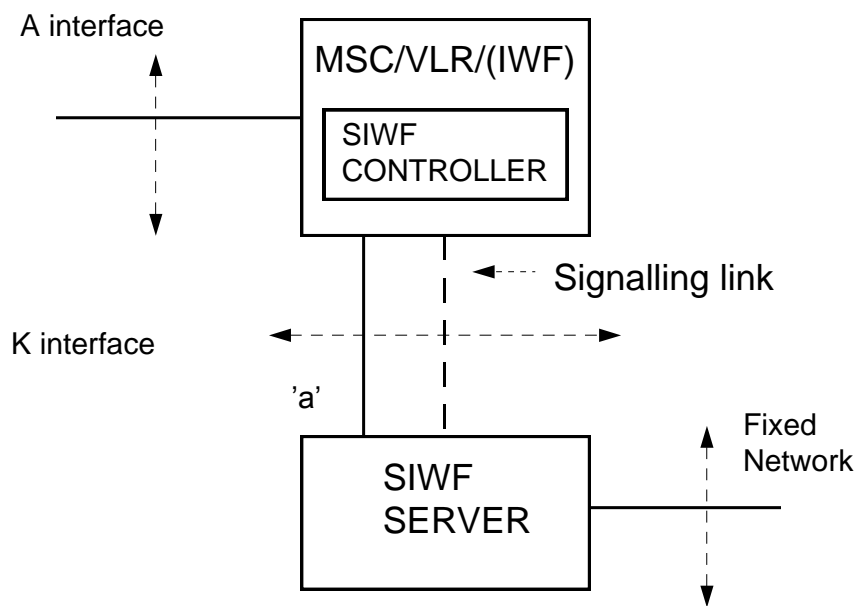 A interface
MSC/VLR/(IWF)
SIWF
CONTROLLER
Signalling link
K interface
’a’
Fixed
Network
SIWF
SERVER